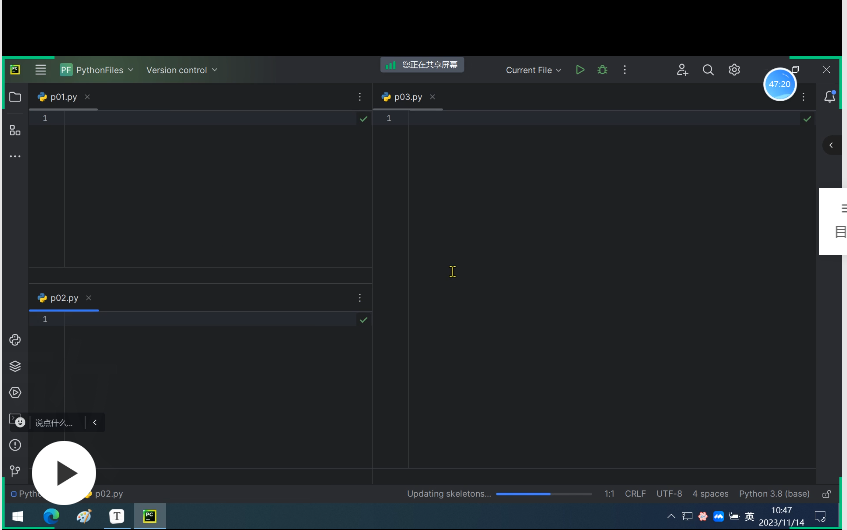 PC
PF PythonFiles
Version control
您正在共享屏幕
Current File
47:20
p01.py
p03.py
1
1
目
p02.py
1
说点什么...
p02.py
Updating skeletons...
1:1
CRLF
UTF-8
4 spaces
Python 3.8 (base)
T
PC
英
10:47
2023/11/14